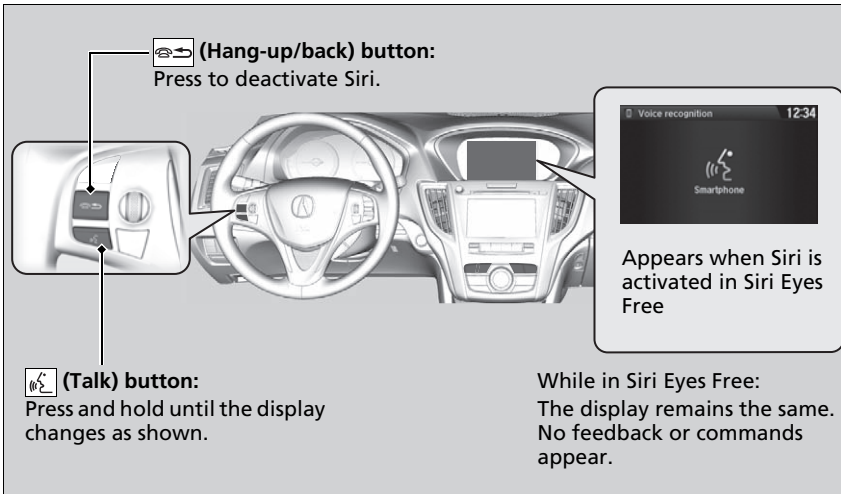 (Hang-up/back) button:
Press to deactivate Siri.
Voice recognition 12:34
Smartphone
Appears when Siri is
activated in Siri Eyes
Free
(Talk) button:
Press and hold until the display
changes as shown.
While in Siri Eyes Free:
The display remains the same.
No feedback or commands
appear.